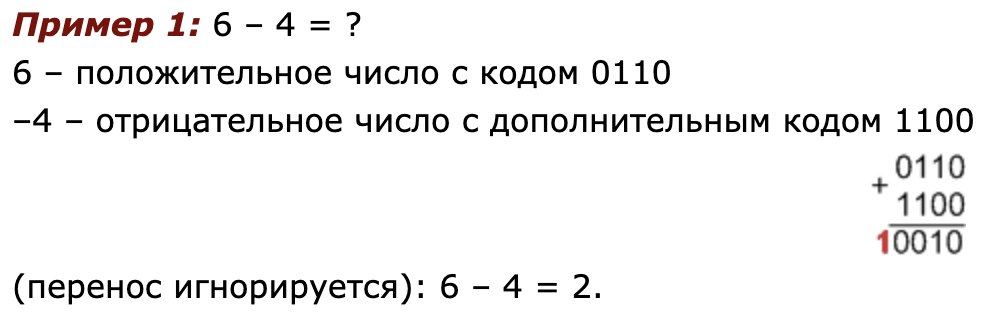 Пример 1: 6 – 4 = ?
6 – положительное число с кодом 0110
–4 – отрицательное число с дополнительным кодом 1100
0110
+
1100
10010
(перенос игнорируется): 6 – 4 = 2.